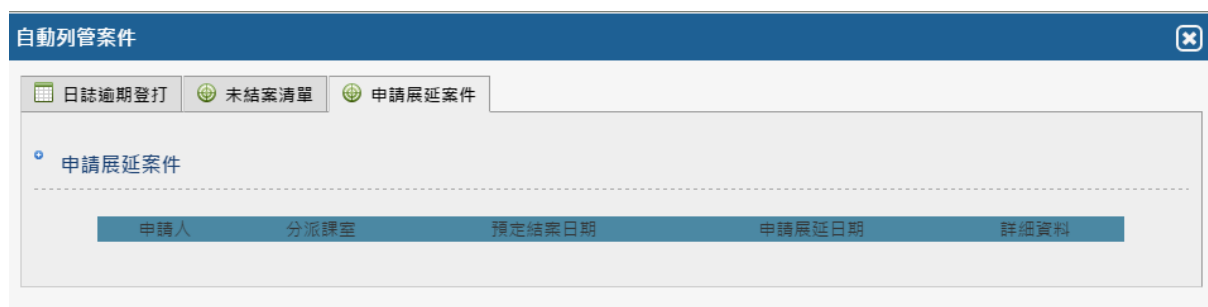 自動列管案件
日誌逾期登打 未結案清單 申請展延案件
申請展延案件
申請人 分派課室 預定結案日期 申請展延日期 詳細資料